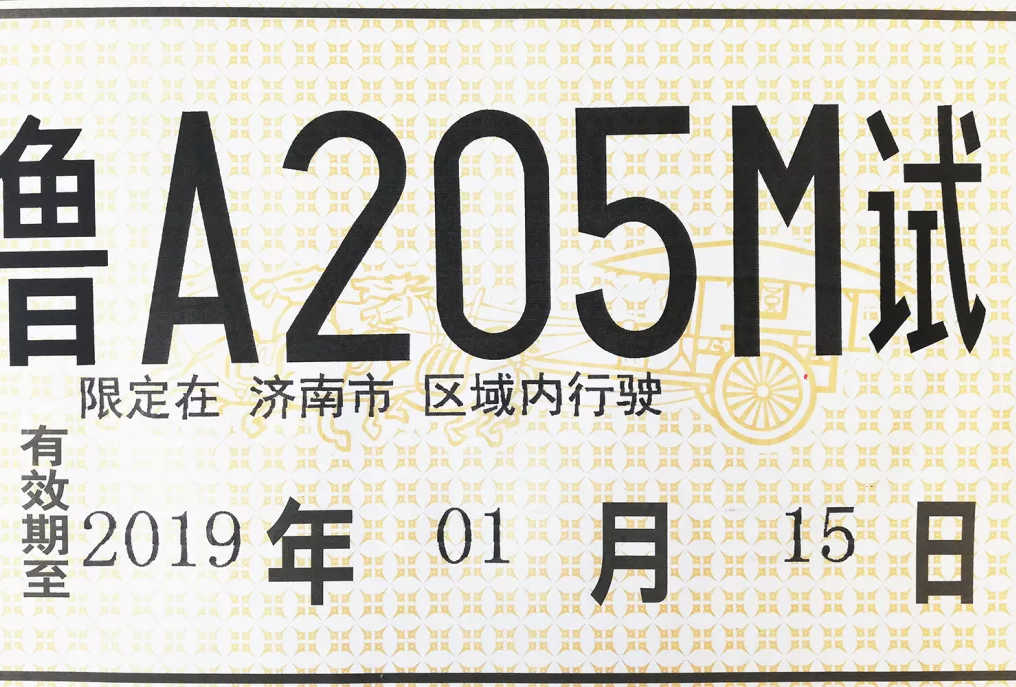 鲁A205M试
限定在 济南市 区域内行驶
有效期至 2019 年 01 月 15 日